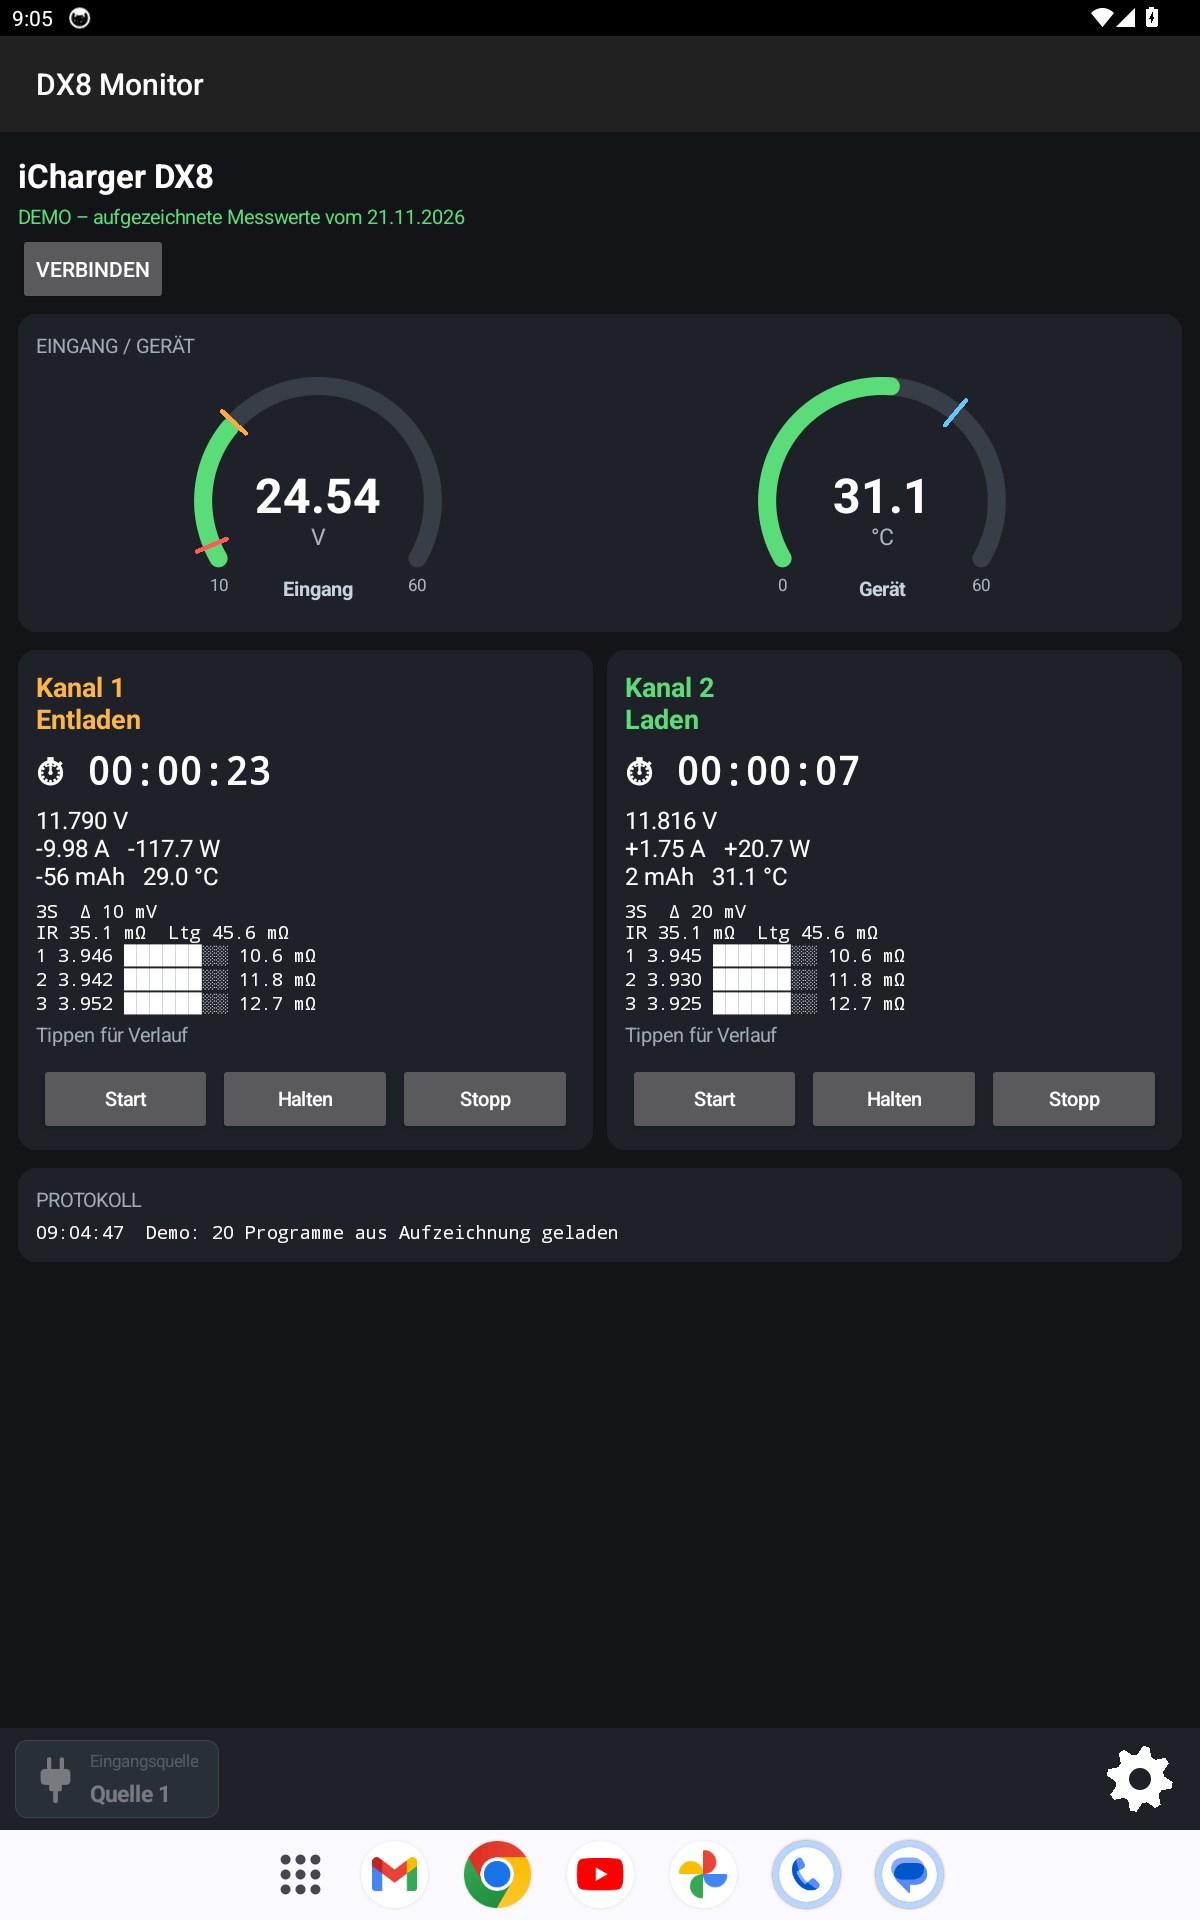 9:05
DX8 Monitor
iCharger DX8
DEMO – aufgezeichnete Messwerte vom 21.11.2026
VERBINDEN
EINGANG / GERÄT
24.54
V
10 Eingang 60
31.1
°C
0 Gerät 60
Kanal 1
Entladen
⏱ 00:00:23
11.790 V
-9.98 A -117.7 W
-56 mAh 29.0 °C
3S Δ 10 mV
IR 35.1 mΩ Ltg 45.6 mΩ
1 3.946 ██████░░ 10.6 mΩ
2 3.942 ██████░░ 11.8 mΩ
3 3.952 ██████░░ 12.7 mΩ
Tippen für Verlauf
Start Halten Stopp
Kanal 2
Laden
⏱ 00:00:07
11.816 V
+1.75 A +20.7 W
2 mAh 31.1 °C
3S Δ 20 mV
IR 35.1 mΩ Ltg 45.6 mΩ
1 3.945 ██████░░ 10.6 mΩ
2 3.930 ██████░░ 11.8 mΩ
3 3.925 ██████░░ 12.7 mΩ
Tippen für Verlauf
Start Halten Stopp
PROTOKOLL
09:04:47 Demo: 20 Programme aus Aufzeichnung geladen
Eingangsquelle
Quelle 1